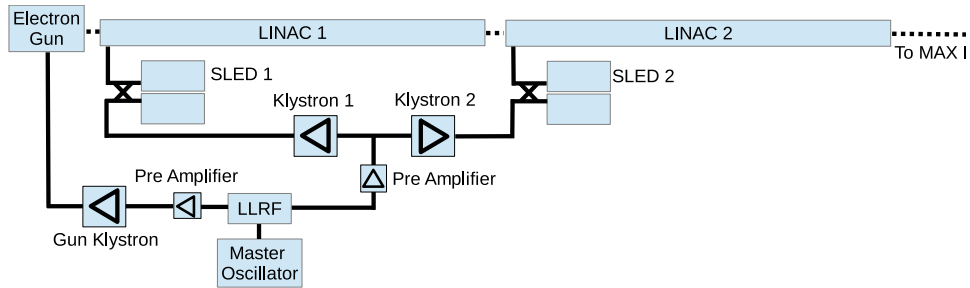 Electron
Gun
LINAC 1
LINAC 2
To MAX I
SLED 1
SLED 2
Klystron 1
Klystron 2
Pre Amplifier
Pre Amplifier
LLRF
Gun Klystron
Master
Oscillator